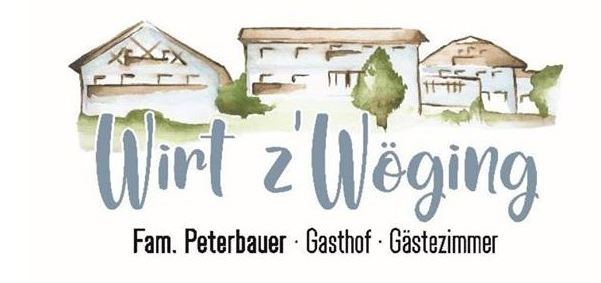 Wirt z'Wöging
Fam. Peterbauer · Gasthof · Gästezimmer